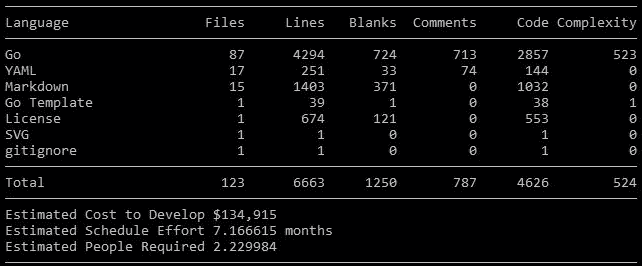 Language Files Lines Blanks Comments Code Complexity
Go 87 4294 724 713 2857 523
YAML 17 251 33 74 144 0
Markdown 15 1403 371 0 1032 0
Go Template 1 39 1 0 38 1
License 1 674 121 0 553 0
SVG 1 1 0 0 1 0
gitignore 1 1 0 0 1 0
Total 123 6663 1250 787 4626 524
Estimated Cost to Develop $134,915
Estimated Schedule Effort 7.166615 months
Estimated People Required 2.229984